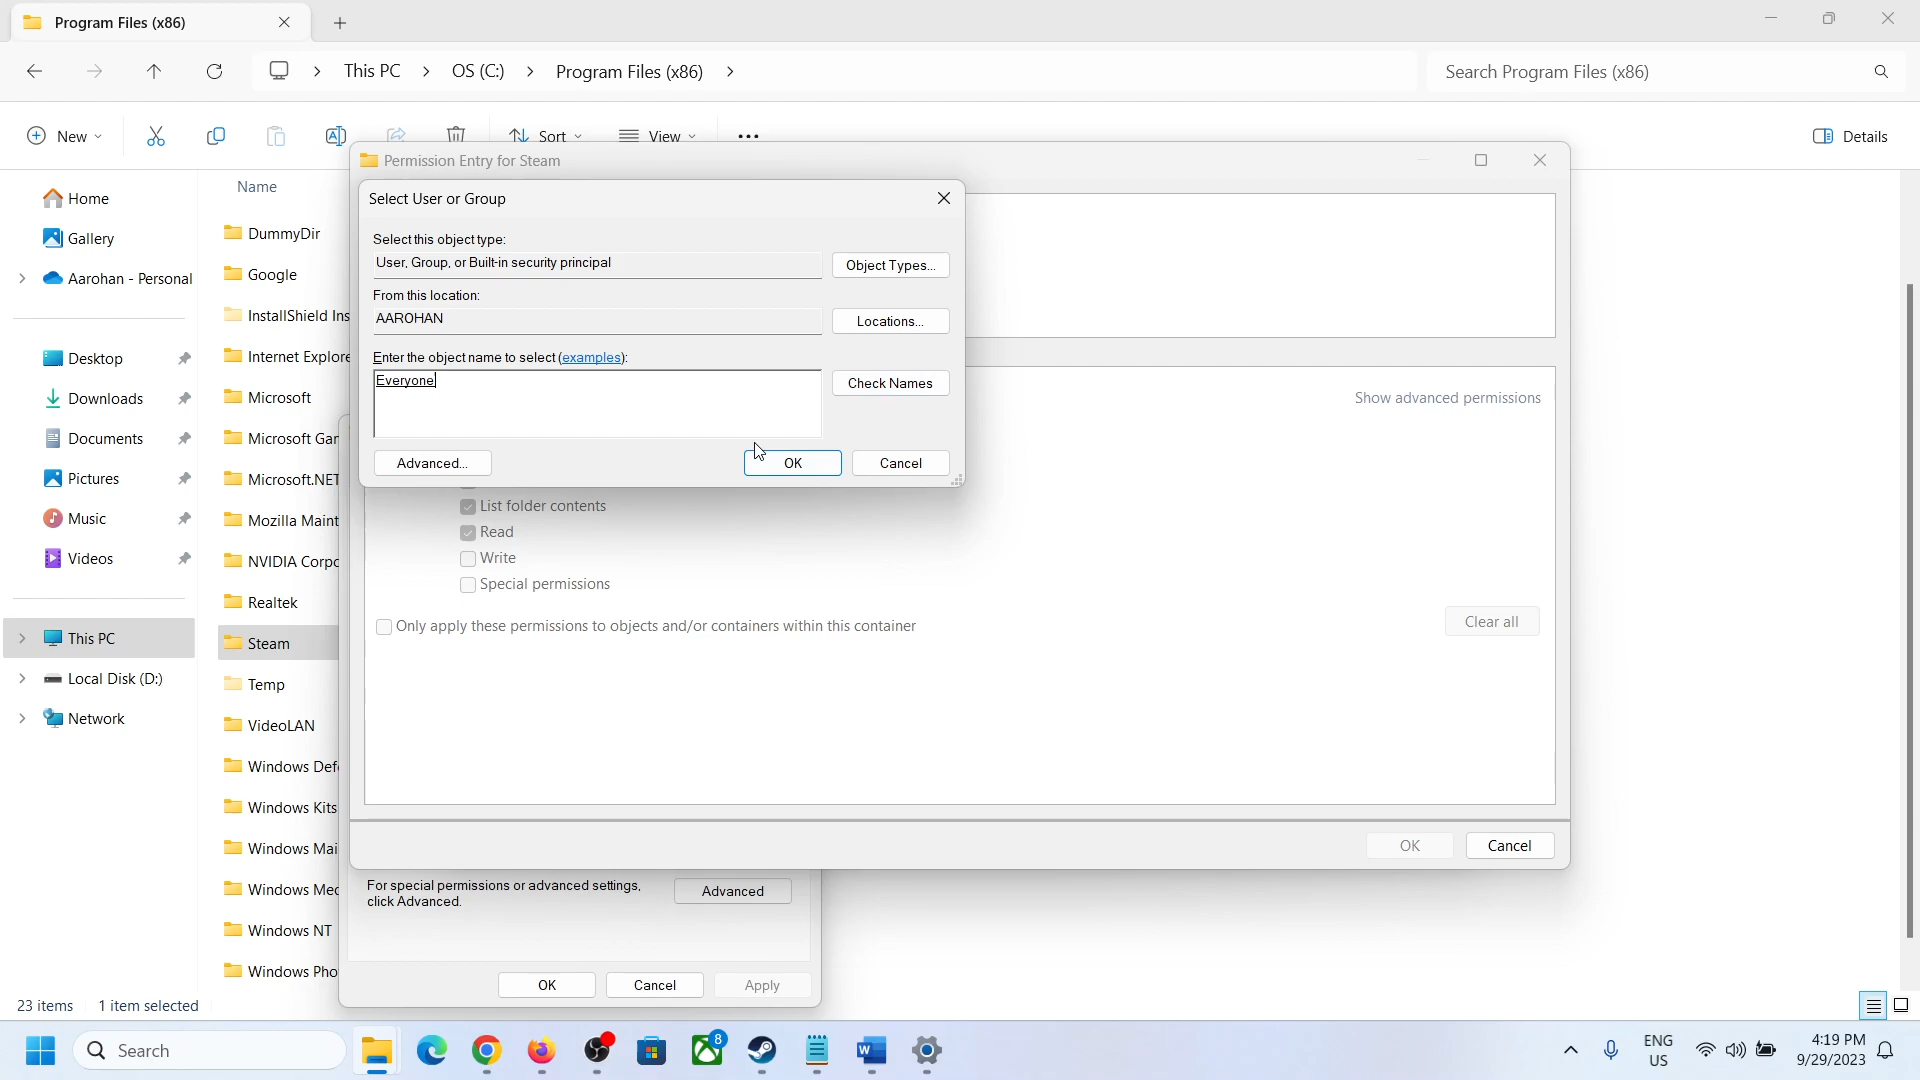 Program Files (x86)
This PC > OS (C:) > Program Files (x86) >
Search Program Files (x86)
New
Sort
View
Details
Home
Gallery
Aarohan - Personal
Desktop
Downloads
Documents
Pictures
Music
Videos
This PC
Local Disk (D:)
Network
Name
DummyDir
Google
InstallShield Ins
Internet Explore
Microsoft
Microsoft Gar
Microsoft.NET
Mozilla Maint
NVIDIA Corpo
Realtek
Steam
Temp
VideoLAN
Windows Def
Windows Kits
Windows Mai
Windows Med
Windows NT
Windows Pho
Permission Entry for Steam
Select User or Group
Select this object type:
User, Group, or Built-in security principal
Object Types...
From this location:
AAROHAN
Locations...
Enter the object name to select (examples):
Everyone
Check Names
Advanced...
OK
Cancel
Show advanced permissions
List folder contents
Read
Write
Special permissions
Only apply these permissions to objects and/or containers within this container
Clear all
OK
Cancel
For special permissions or advanced settings,
click Advanced.
Advanced
OK
Cancel
Apply
23 items
1 item selected
Search
8
ENG
US
4:19 PM
9/29/2023